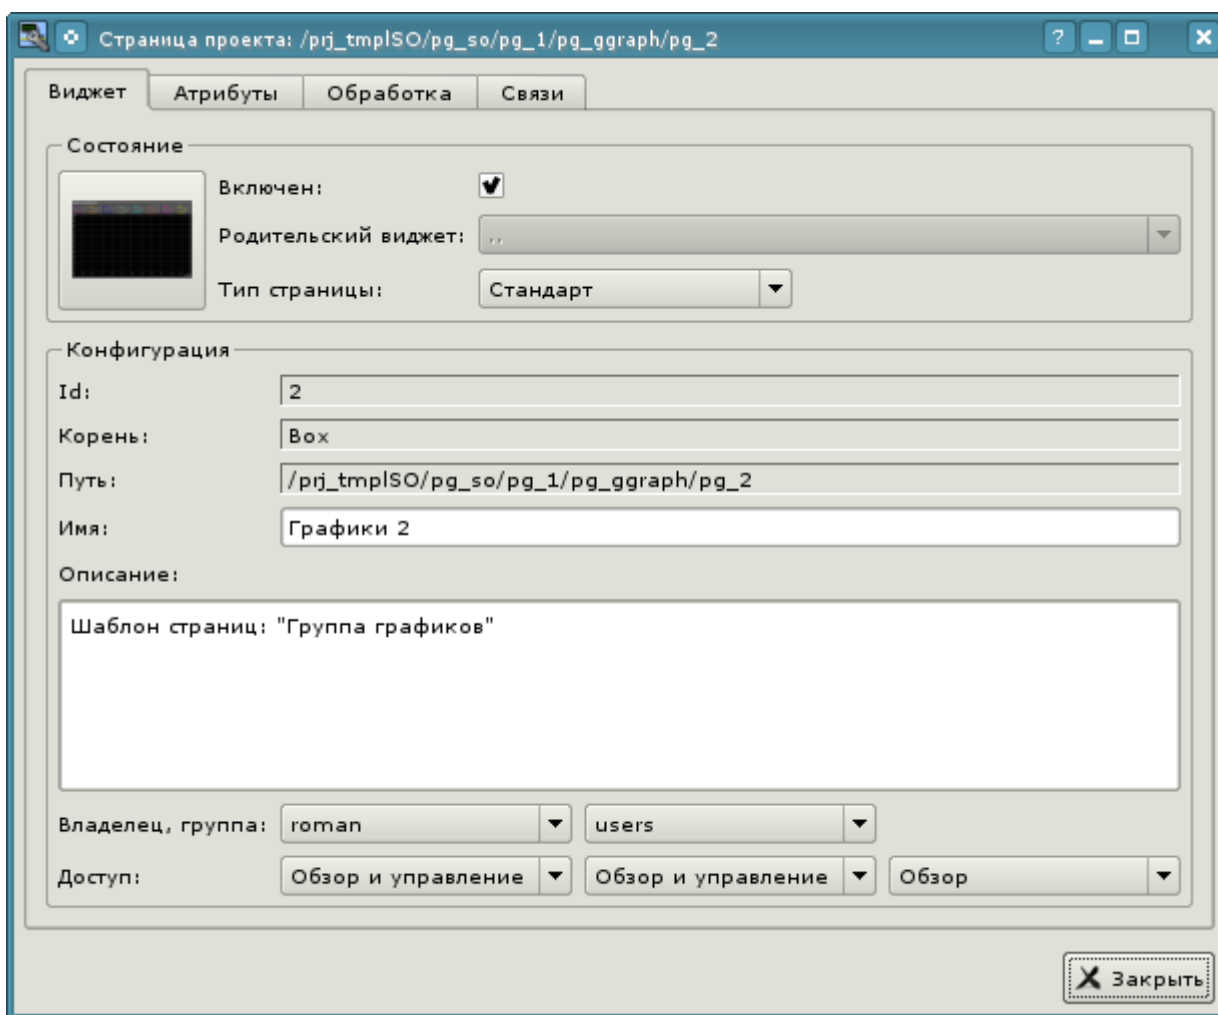 Страница проекта: /prj_tmplSO/pg_so/pg_1/pg_ggraph/pg_2 ?
Виджет Атрибуты Обработка Связи
Состояние
Включен:
Родительский виджет: ..
Тип страницы: Стандарт
Конфигурация
Id: 2
Корень: Box
Путь: /prj_tmplSO/pg_so/pg_1/pg_ggraph/pg_2
Имя: Графики 2
Описание:
Шаблон страниц: "Группа графиков"
Владелец, группа: roman users
Доступ: Обзор и управление Обзор и управление Обзор
Закрыть